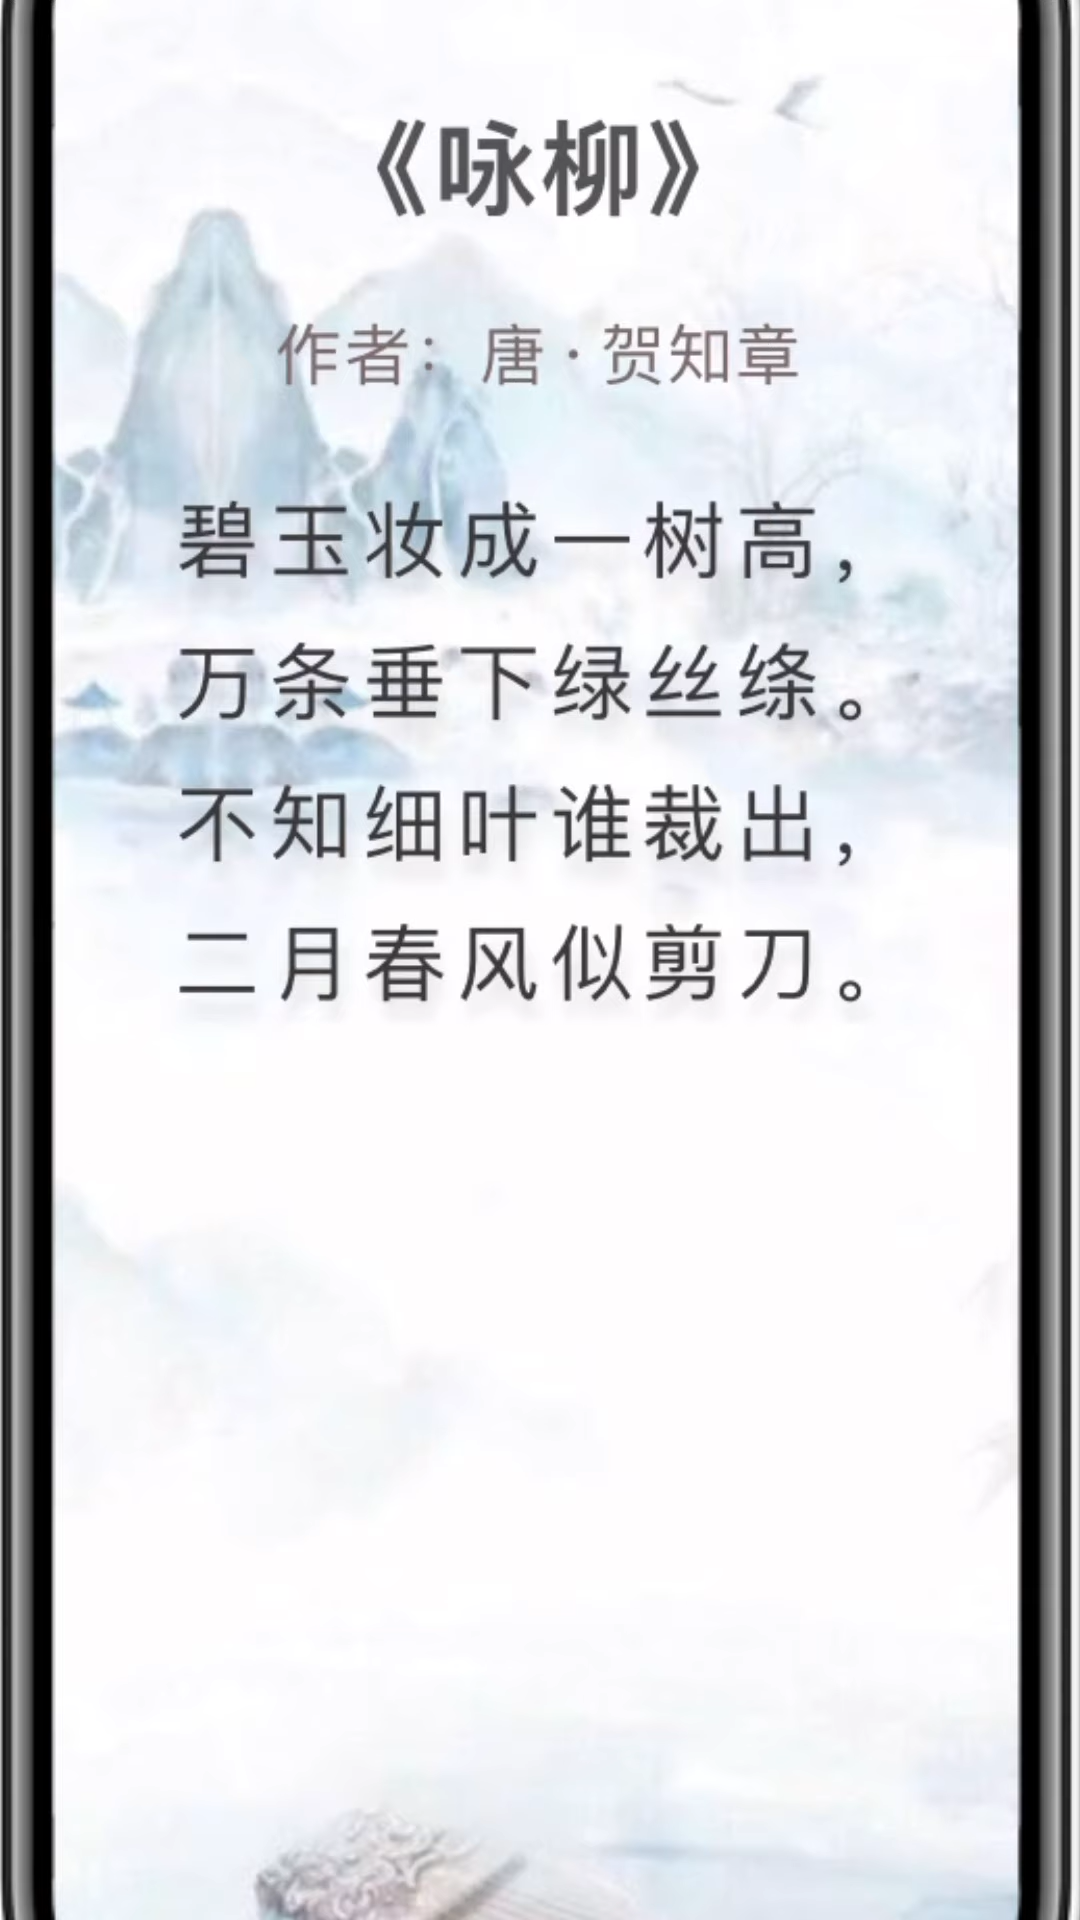 《咏柳》
作者：唐·贺知章
碧玉妆成一树高，
万条垂下绿丝绦。
不知细叶谁裁出，
二月春风似剪刀。